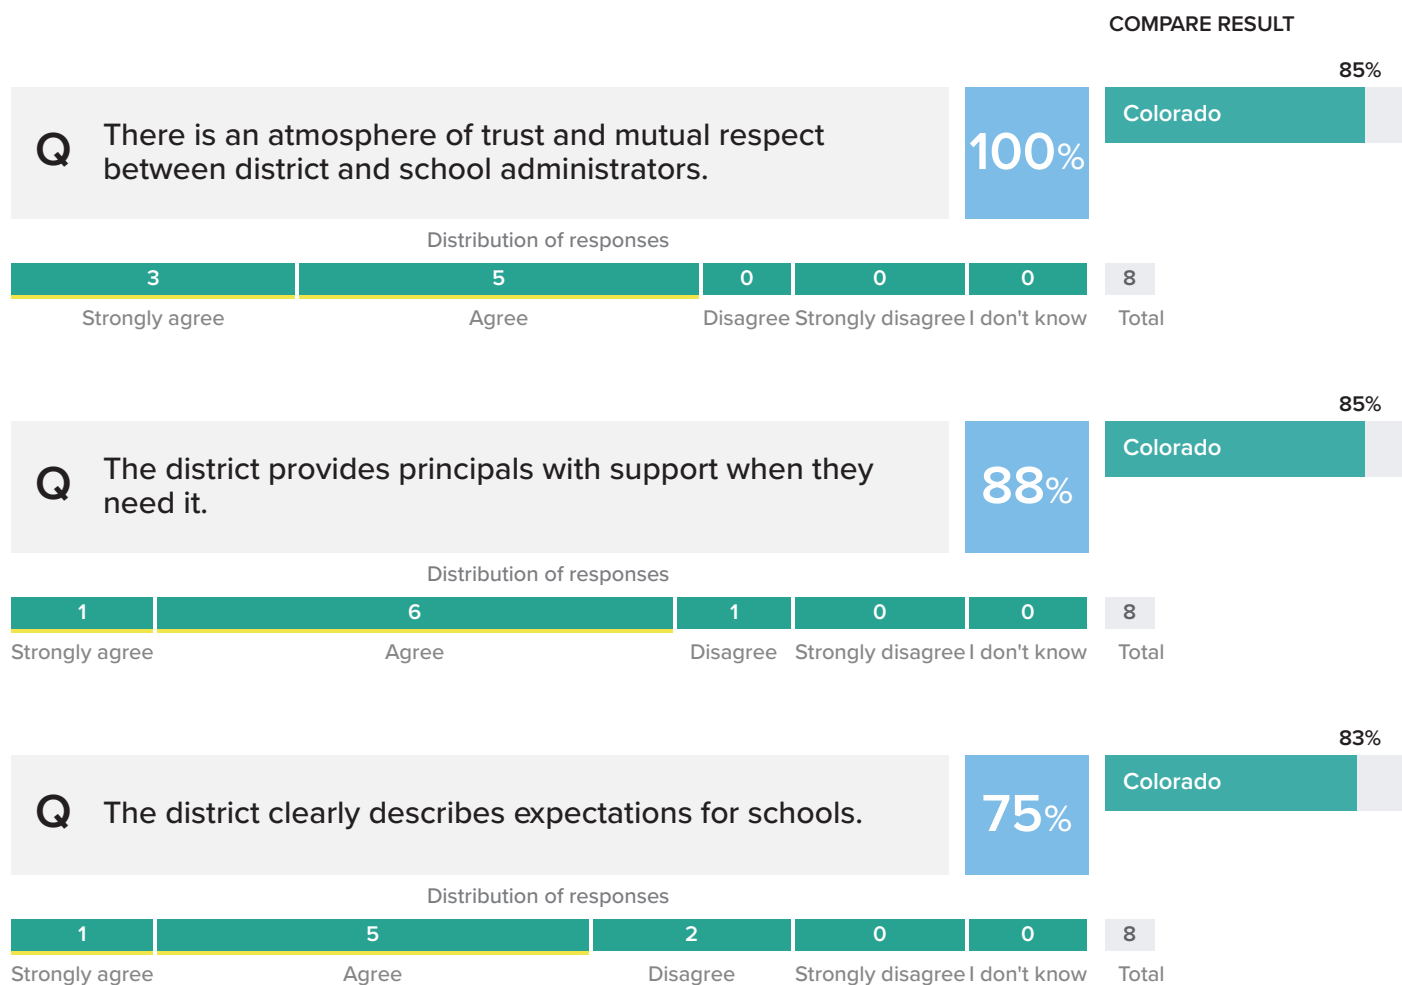 COMPARE RESULT
85%
Q There is an atmosphere of trust and mutual respect
between district and school administrators.
100%
Colorado
Distribution of responses
3 5 0 0 0 8
Strongly agree Agree Disagree Strongly disagree I don't know Total
85%
Q The district provides principals with support when they
need it.
88%
Colorado
Distribution of responses
1 6 1 0 0 8
Strongly agree Agree Disagree Strongly disagree I don't know Total
83%
Q The district clearly describes expectations for schools.
75%
Colorado
Distribution of responses
1 5 2 0 0 8
Strongly agree Agree Disagree Strongly disagree I don't know Total